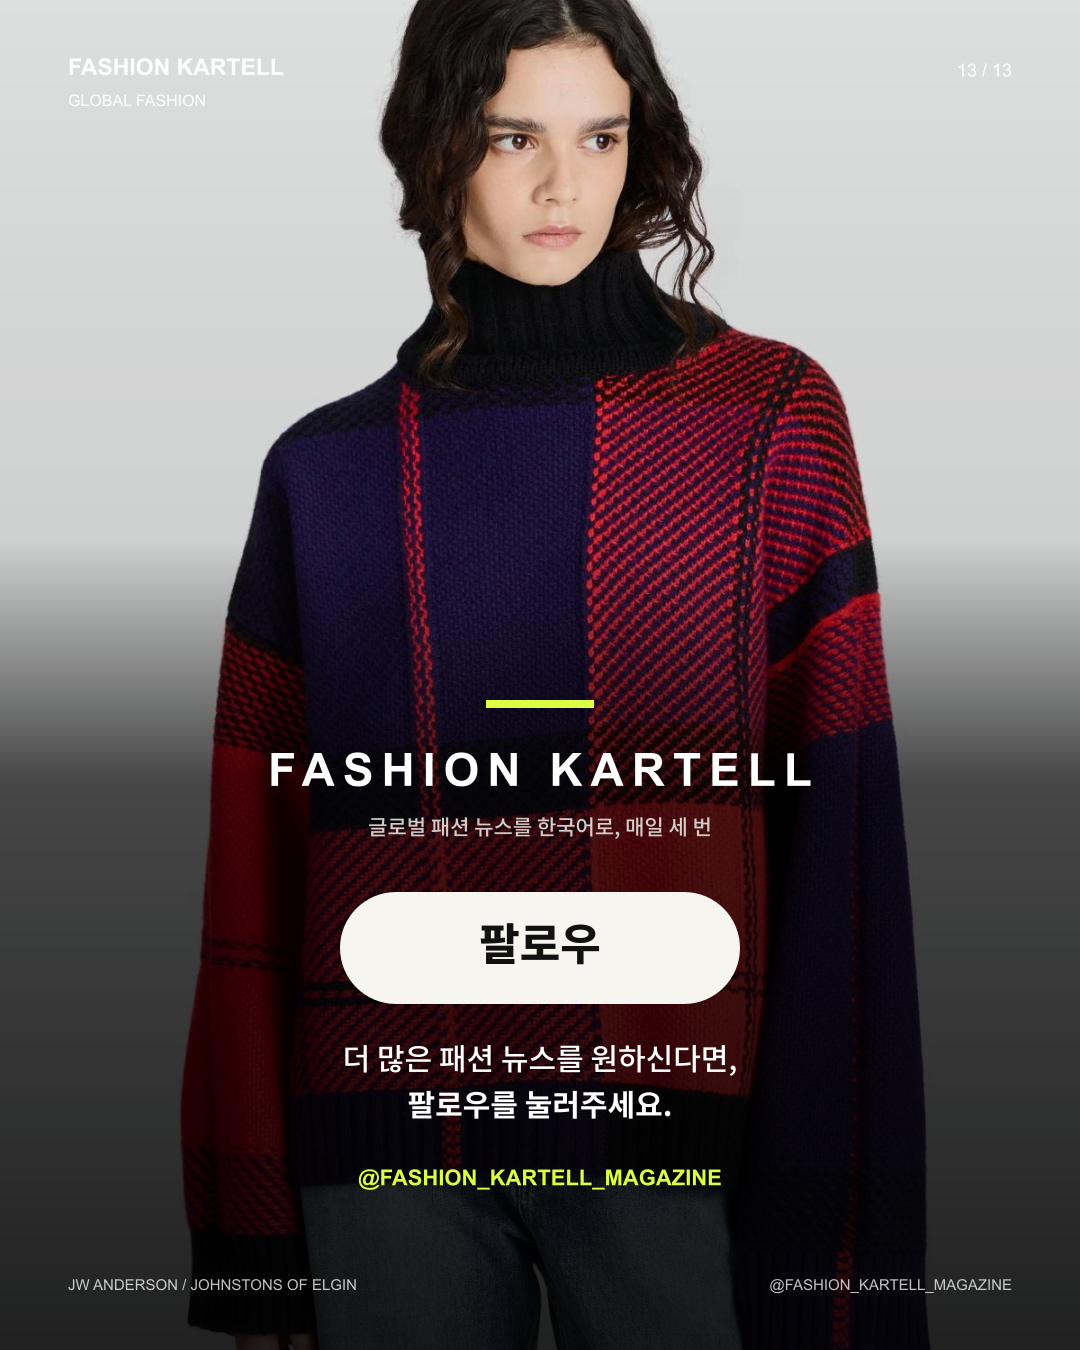 FASHION KARTELL
13 / 13
GLOBAL FASHION
FASHION KARTELL
글로벌 패션 뉴스를 한국어로, 매일 세 번
팔로우
더 많은 패션 뉴스를 원하신다면,
팔로우를 눌러주세요.
@FASHION_KARTELL_MAGAZINE
JW ANDERSON / JOHNSTONS OF ELGIN
@FASHION_KARTELL_MAGAZINE